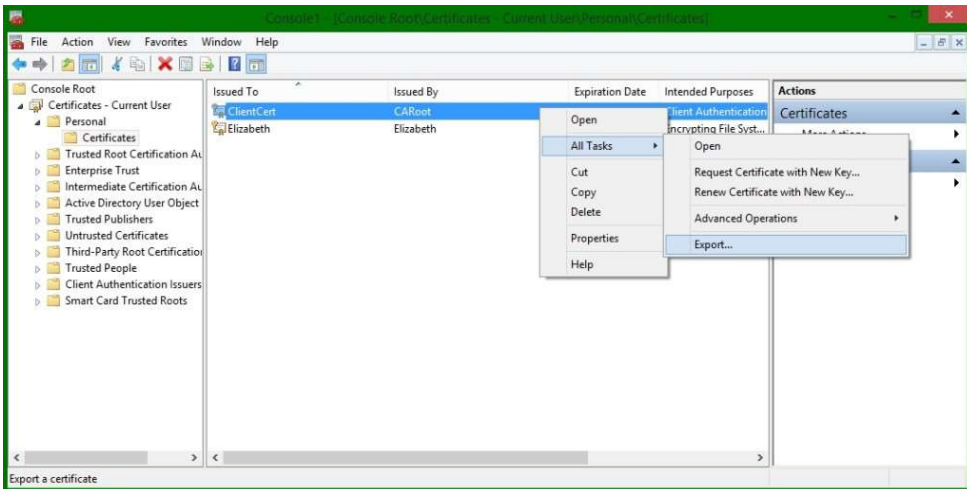 Console1 - [Console Root\Certificates - Current User\Personal\Certificates]
File Action View Favorites Window Help
Console Root
Certificates - Current User
Personal
Certificates
Trusted Root Certification Au
Enterprise Trust
Intermediate Certification Au
Active Directory User Object
Trusted Publishers
Untrusted Certificates
Third-Party Root Certification
Trusted People
Client Authentication Issuers
Smart Card Trusted Roots
Issued To Issued By Expiration Date Intended Purposes
ClientCert CARoot Client Authentication
Elizabeth Elizabeth Encrypting File Syst...
Open
All Tasks
Cut
Copy
Delete
Properties
Help
Open
Request Certificate with New Key...
Renew Certificate with New Key...
Advanced Operations
Export...
Actions
Certificates
More Actions
Export a certificate